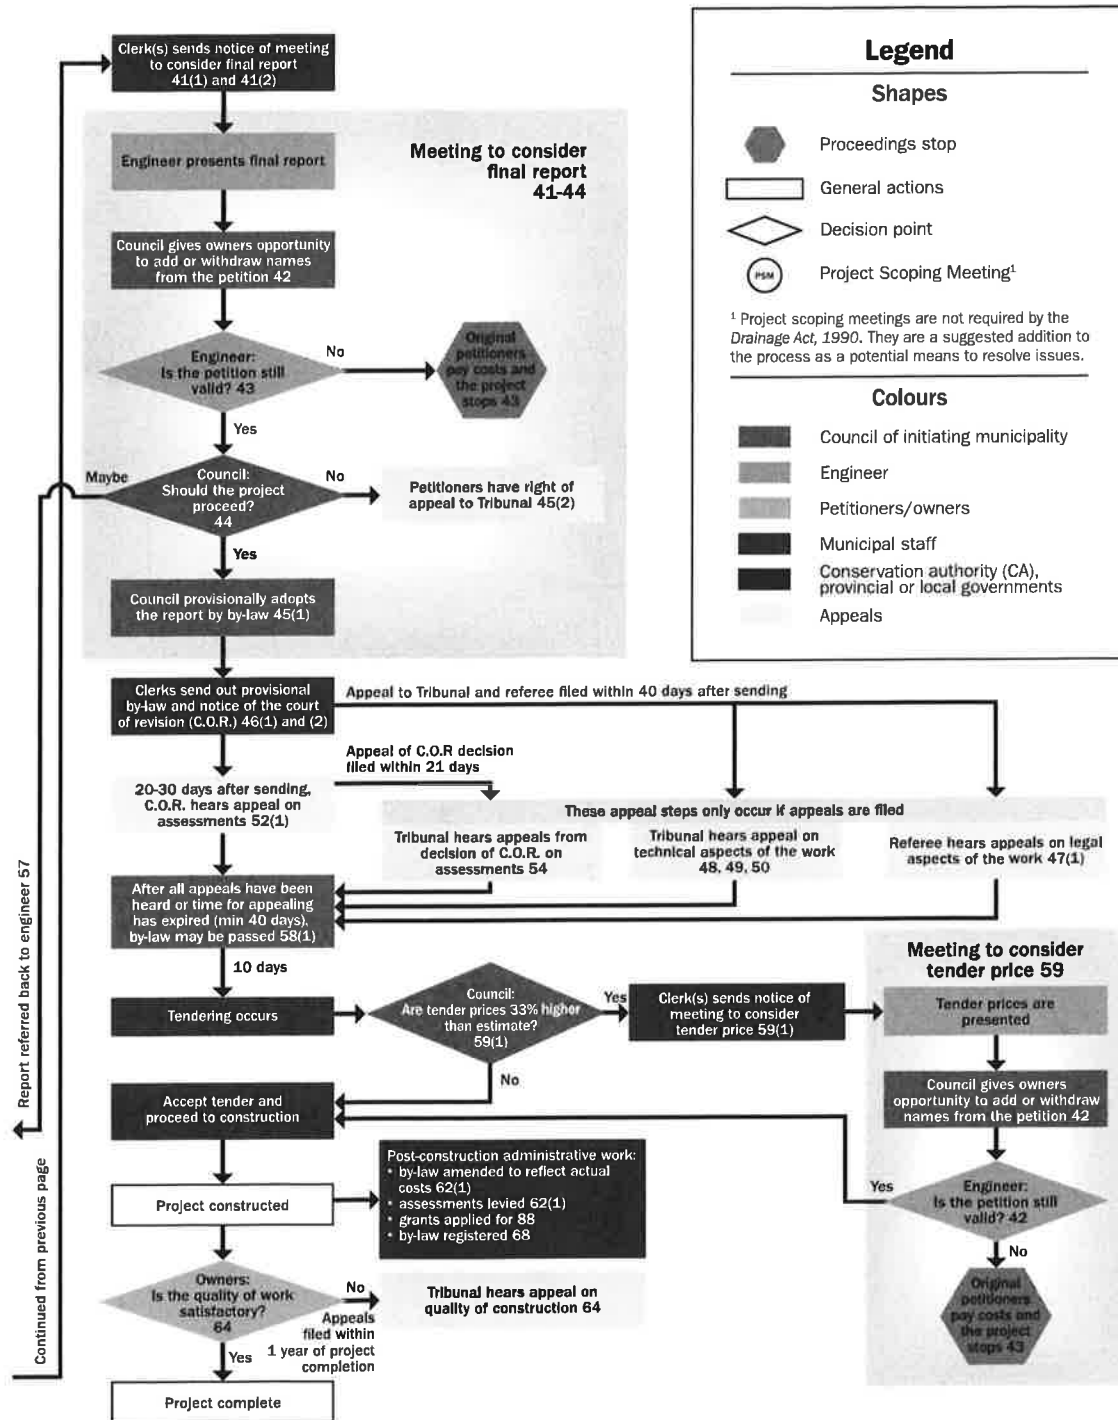 Clerk(s) sends notice of meeting
to consider final report
41(1) and 41(2)
Meeting to consider
final report
41-44
Engineer presents final report
Council gives owners opportunity
to add or withdraw names
from the petition 42
Engineer:
Is the petition still
valid? 43
No
Original
petitioners
pay costs and
the project
stops 43
Yes
Maybe
Council:
Should the project
proceed?
44
No
Petitioners have right of
appeal to Tribunal 45(2)
Yes
Council provisionally adopts
the report by by-law 45(1)
Clerks send out provisional
by-law and notice of the court
of revision (C.O.R.) 46(1) and (2)
Appeal to Tribunal and referee filed within 40 days after sending
Appeal of C.O.R decision
filed within 21 days
20-30 days after sending,
C.O.R. hears appeal on
assessments 52(1)
These appeal steps only occur if appeals are filed
Tribunal hears appeals from
decision of C.O.R. on
assessments 54
Tribunal hears appeal on
technical aspects of the work
48, 49, 50
Referee hears appeals on legal
aspects of the work 47(1)
After all appeals have been
heard or time for appealing
has expired (min 40 days),
by-law may be passed 58(1)
10 days
Tendering occurs
Council:
Are tender prices 33% higher
than estimate?
59(1)
Yes
Clerk(s) sends notice of
meeting to consider
tender price 59(1)
No
Meeting to consider
tender price 59
Tender prices are
presented
Council gives owners
opportunity to add or withdraw
names from the petition 42
Engineer:
Is the petition still
valid? 42
Yes
No
Original
petitioners
pay costs and
the project
stops 43
Accept tender and
proceed to construction
Project constructed
Post-construction administrative work:
• by-law amended to reflect actual
costs 62(1)
• assessments levied 62(1)
• grants applied for 88
• by-law registered 68
Owners:
Is the quality of work
satisfactory?
64
No
Appeals
filed within
1 year of project
completion
Tribunal hears appeal on
quality of construction 64
Yes
Project complete
Report referred back to engineer 57
Continued from previous page
Legend
Shapes
Proceedings stop
General actions
Decision point
PSM
Project Scoping Meeting¹
¹ Project scoping meetings are not required by the
Drainage Act, 1990. They are a suggested addition to
the process as a potential means to resolve issues.
Colours
Council of initiating municipality
Engineer
Petitioners/owners
Municipal staff
Conservation authority (CA),
provincial or local governments
Appeals